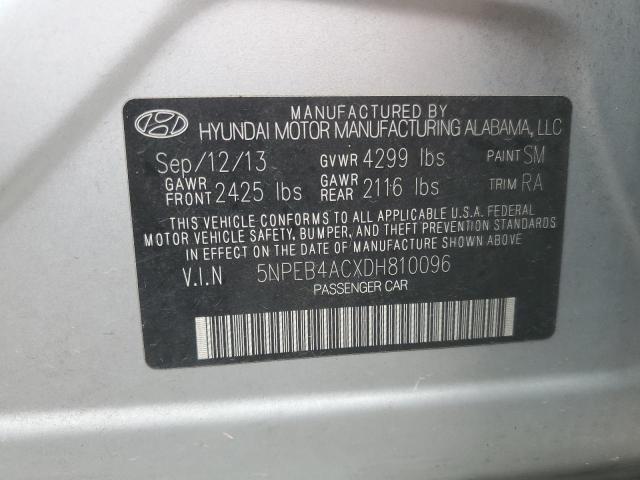 MANUFACTURED BY
HYUNDAI MOTOR MANUFACTURING ALABAMA, LLC
Sep/12/13 GVWR 4299 lbs PAINT SM
GAWR FRONT 2425 lbs GAWR REAR 2116 lbs TRIM RA
THIS VEHICLE CONFORMS TO ALL APPLICABLE U.S.A. FEDERAL
MOTOR VEHICLE SAFETY, BUMPER, AND THEFT PREVENTION STANDARDS
IN EFFECT ON THE DATE OF MANUFACTURE SHOWN ABOVE.
V.I.N 5NPEB4ACXDH810096
PASSENGER CAR